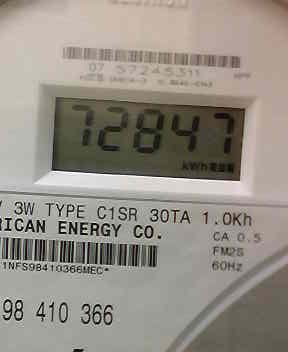 07 57245311
72847
kWh
V 3W TYPE C1SR 30TA 1.0Kh
RICAN ENERGY CO.
CA 0.5
FM2S
1NFS98410366MEC*
60Hz
98 410 366